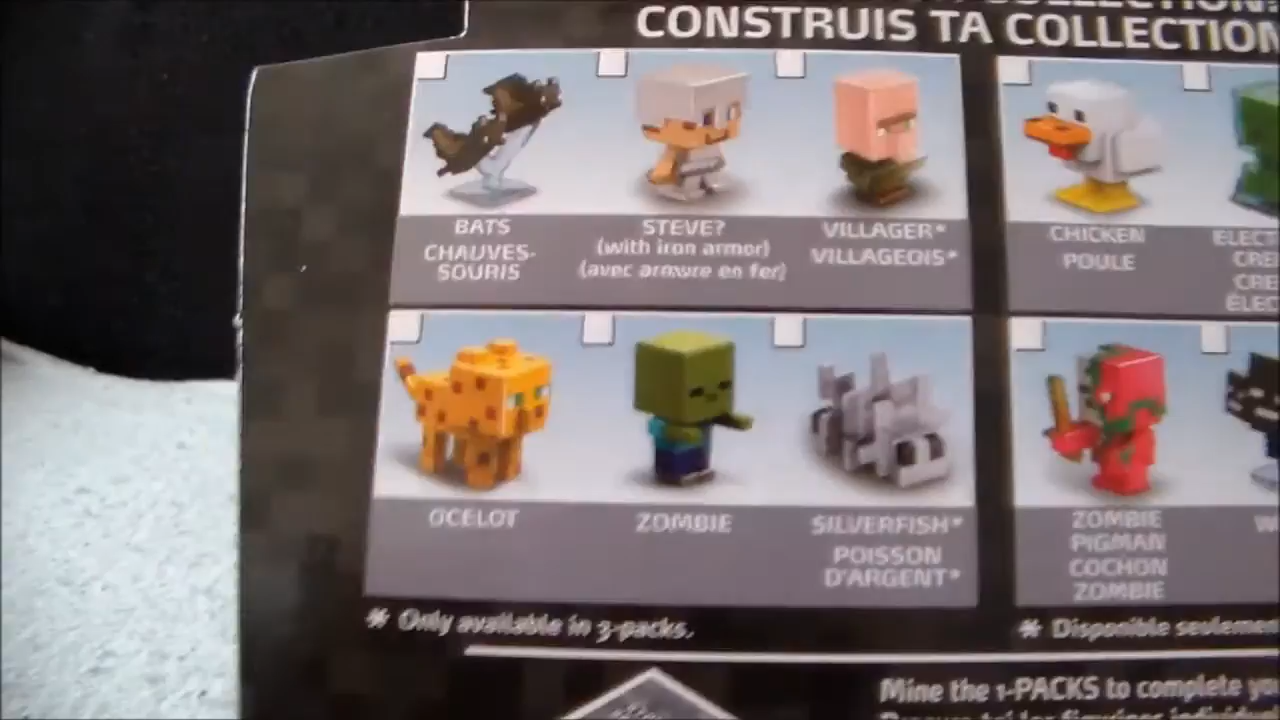 CONSTRUIS TA COLLECTION
BATS
CHAUVES-
SOURIS
STEVE?
(with iron armor)
(avec armure en fer)
VILLAGER*
VILLAGEOIS*
CHICKEN
POULE
OCELOT
ZOMBIE
SILVERFISH*
POISSON
D'ARGENT*
ZOMBIE
PIGMAN
COCHON
ZOMBIE
* Only available in 3-packs.
* Disponible
Mine the 1-PACKS to complete